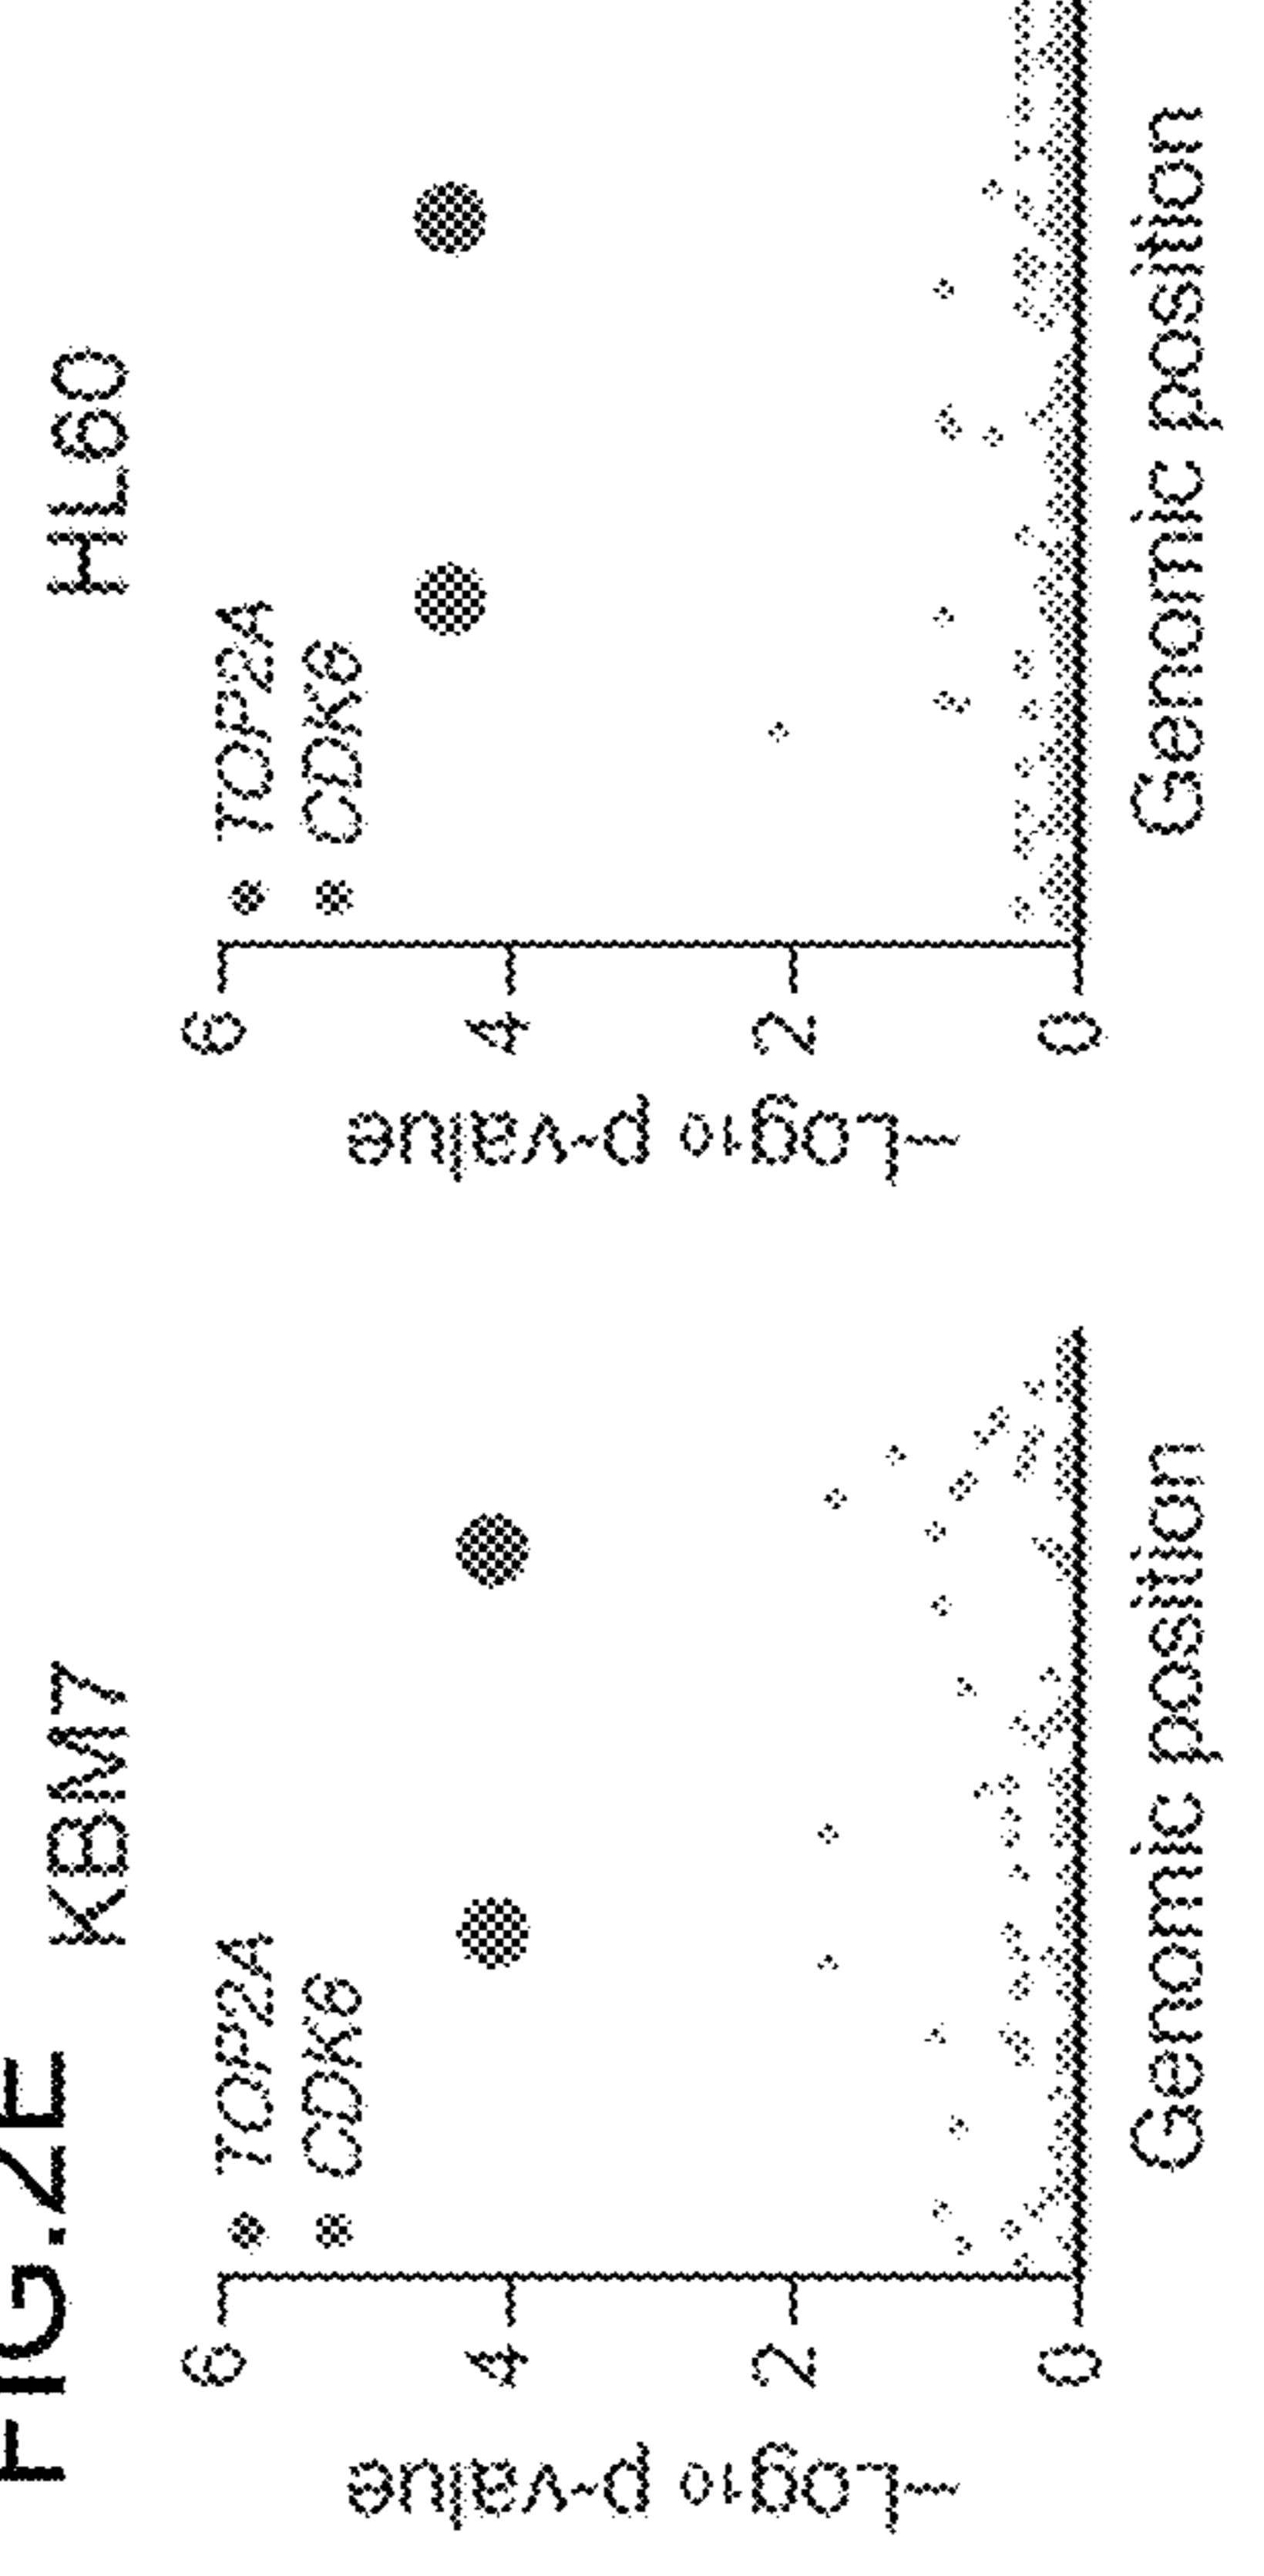 FIG.2E
KBM7
TOP2A
CDK6
6
4
2
0
–Log10 p-value
Genomic position
HL60
TOP2A
CDK6
6
4
2
0
–Log10 p-value
Genomic position